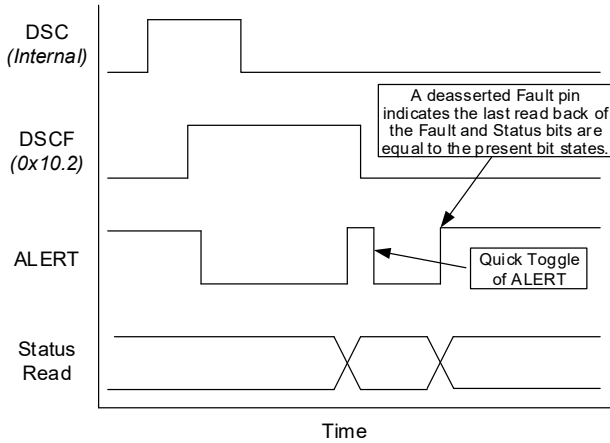 DSC
(Internal)
A deasserted Fault pin
indicates the last read back of
the Fault and Status bits are
equal to the present bit states.
DSCF
(0x10.2)
ALERT
Quick Toggle
of ALERT
Status
Read
Time